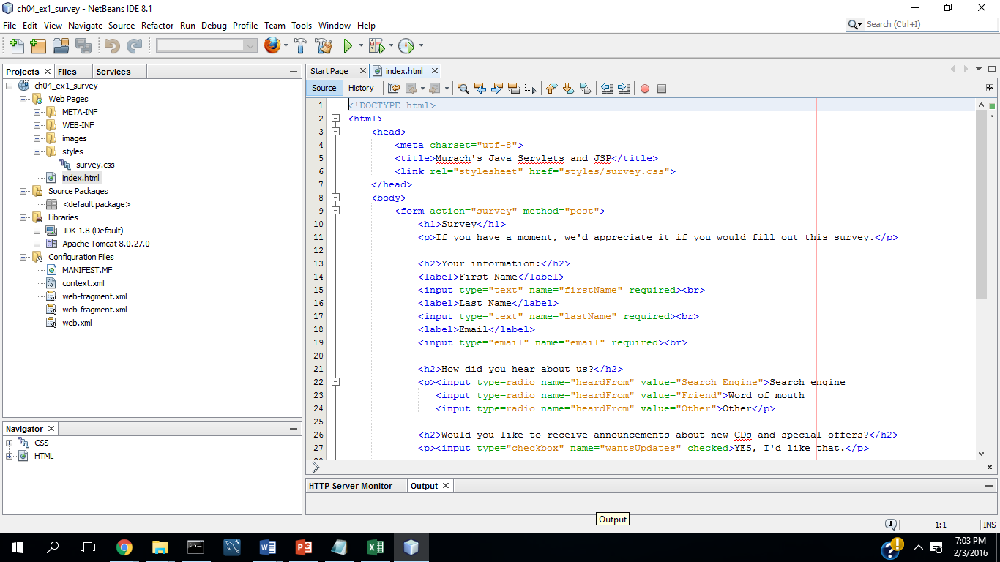 ch04_ex1_survey - NetBeans IDE 8.1
File Edit View Navigate Source Refactor Run Debug Profile Team Tools Window Help
Search (Ctrl+I)
Projects Files Services
ch04_ex1_survey
Web Pages
META-INF
WEB-INF
images
styles
survey.css
index.html
Source Packages
<default package>
Libraries
JDK 1.8 (Default)
Apache Tomcat 8.0.27.0
Configuration Files
MANIFEST.MF
context.xml
web-fragment.xml
web-fragment.xml
web.xml
Navigator
CSS
HTML
Start Page index.html
Source History
1 <!DOCTYPE html>
2 <html>
3 <head>
4 <meta charset="utf-8">
5 <title>Murach's Java Servlets and JSP</title>
6 <link rel="stylesheet" href="styles/survey.css">
7 </head>
8 <body>
9 <form action="survey" method="post">
10 <h1>Survey</h1>
11 <p>If you have a moment, we'd appreciate it if you would fill out this survey.</p>
12
13 <h2>Your information:</h2>
14 <label>First Name</label>
15 <input type="text" name="firstName" required><br>
16 <label>Last Name</label>
17 <input type="text" name="lastName" required><br>
18 <label>Email</label>
19 <input type="email" name="email" required><br>
20
21 <h2>How did you hear about us?</h2>
22 <p><input type=radio name="heardFrom" value="Search Engine">Search engine
23 <input type=radio name="heardFrom" value="Friend">Word of mouth
24 <input type=radio name="heardFrom" value="Other">Other</p>
25
26 <h2>Would you like to receive announcements about new CDs and special offers?</h2>
27 <p><input type="checkbox" name="wantsUpdates" checked>YES, I'd like that.</p>
HTTP Server Monitor Output
Output
1 1:1 INS
7:03 PM
2/3/2016